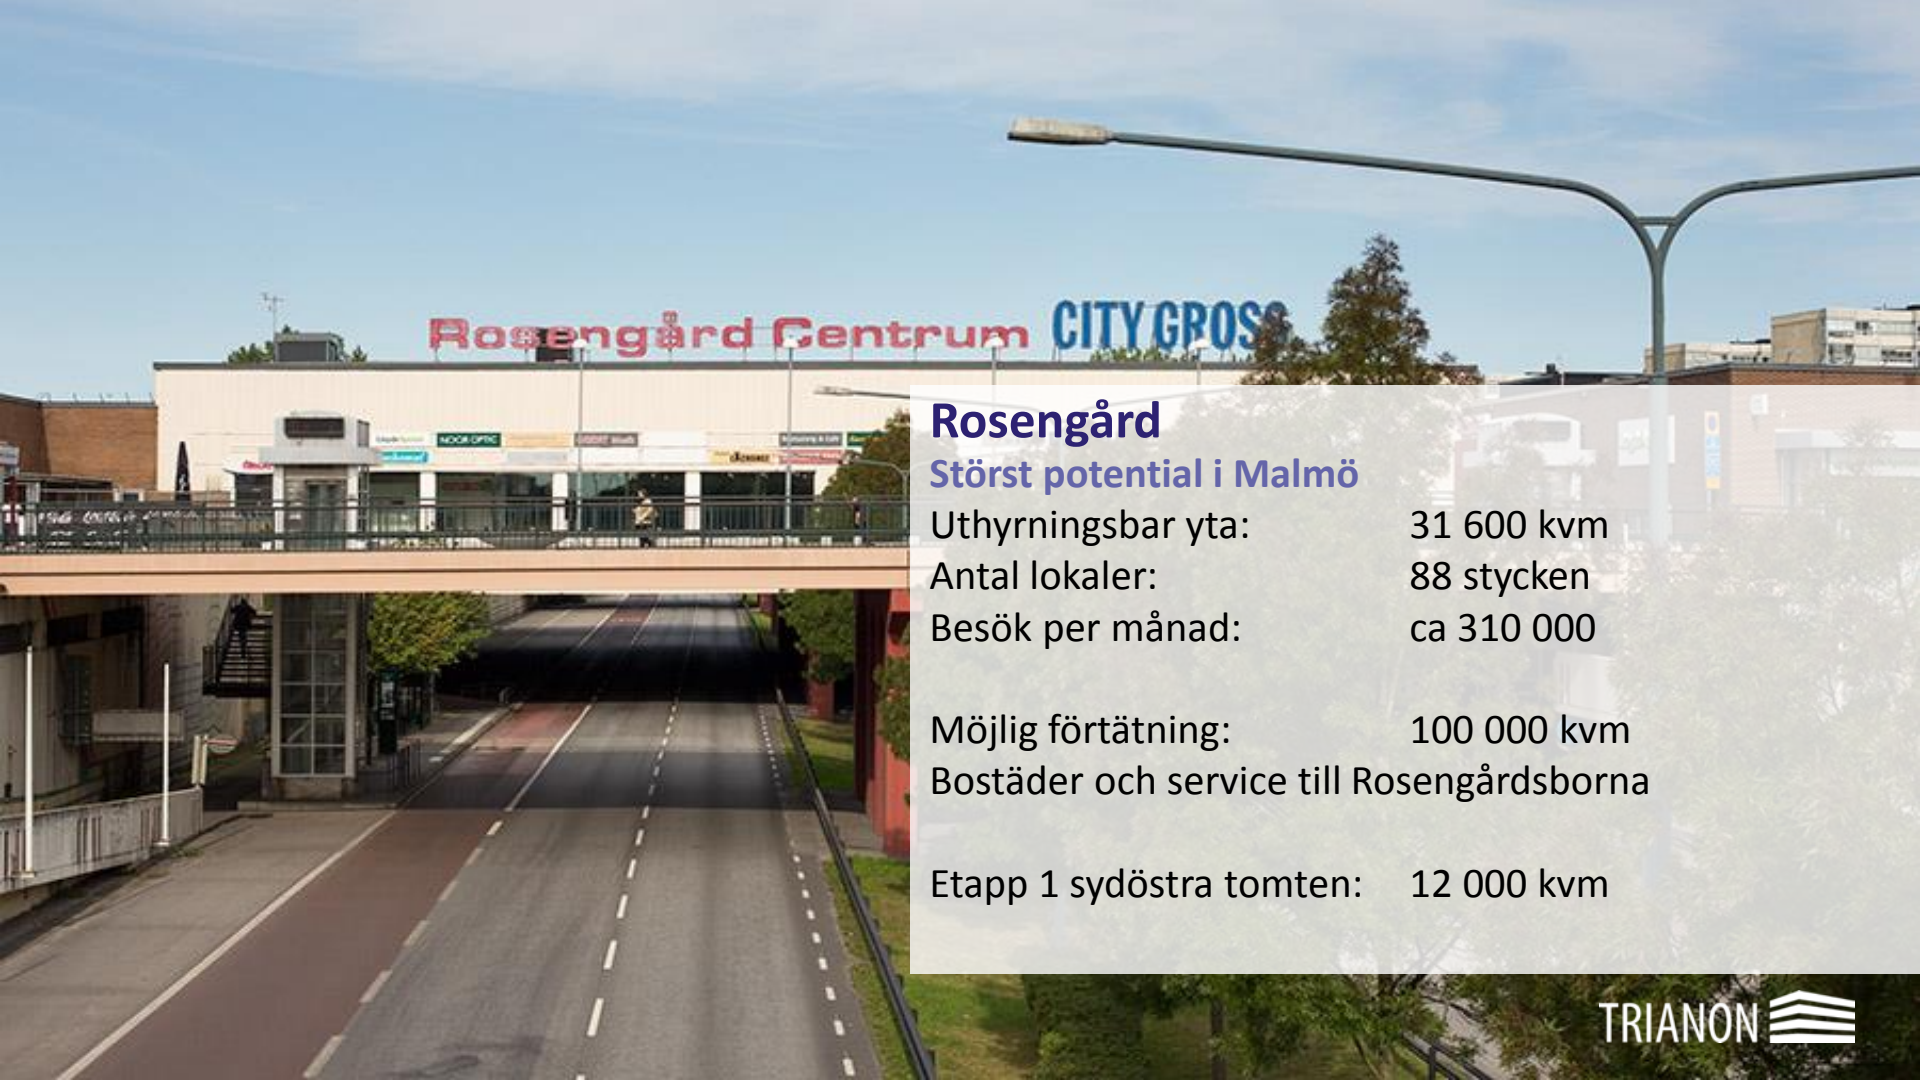 Rosengård Centrum CITY GROSS
NOOR OPTIC
Rosengård
Störst potential i Malmö
Uthyrningsbar yta: 31 600 kvm
Antal lokaler: 88 stycken
Besök per månad: ca 310 000
Möjlig förtätning: 100 000 kvm
Bostäder och service till Rosengårdsborna
Etapp 1 sydöstra tomten: 12 000 kvm
TRIANON